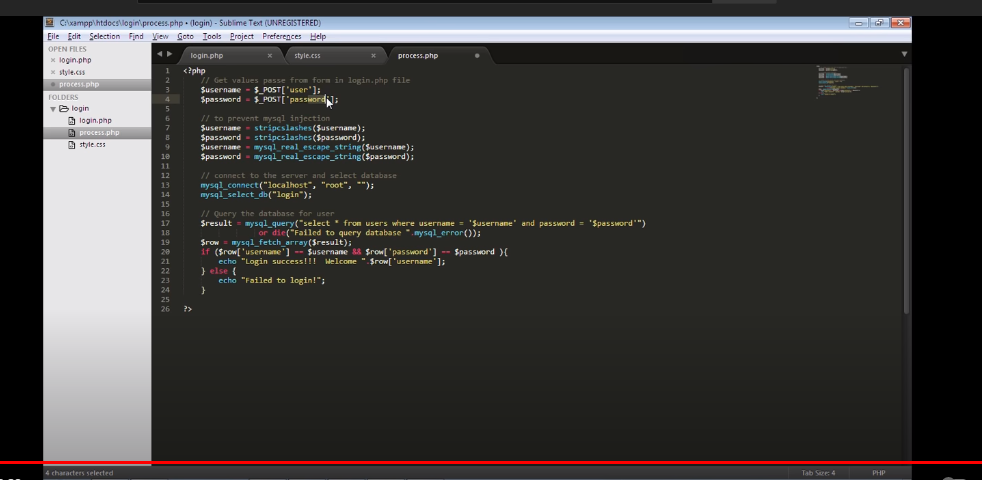 C:\xampp\htdocs\login\process.php • (login) - Sublime Text (UNREGISTERED)
File Edit Selection Find View Goto Tools Project Preferences Help
OPEN FILES
× login.php
× style.css
process.php
FOLDERS
login
login.php
process.php
style.css
login.php × style.css × process.php
1 <?php
2 // Get values passe from form in login.php file
3 $username = $_POST['user'];
4 $password = $_POST['password'];
5
6 // to prevent mysql injection
7 $username = stripcslashes($username);
8 $password = stripcslashes($password);
9 $username = mysql_real_escape_string($username);
10 $password = mysql_real_escape_string($password);
11
12 // connect to the server and select database
13 mysql_connect("localhost", "root", "");
14 mysql_select_db("login");
15
16 // Query the database for user
17 $result = mysql_query("select * from users where username = '$username' and password = '$password'")
18 or die("Failed to query database ".mysql_error());
19 $row = mysql_fetch_array($result);
20 if ($row['username'] == $username && $row['password'] == $password ){
21 echo "Login success!!! Welcome ".$row['username'];
22 } else {
23 echo "Failed to login!";
24 }
25
26 ?>
4 characters selected
Tab Size: 4 PHP